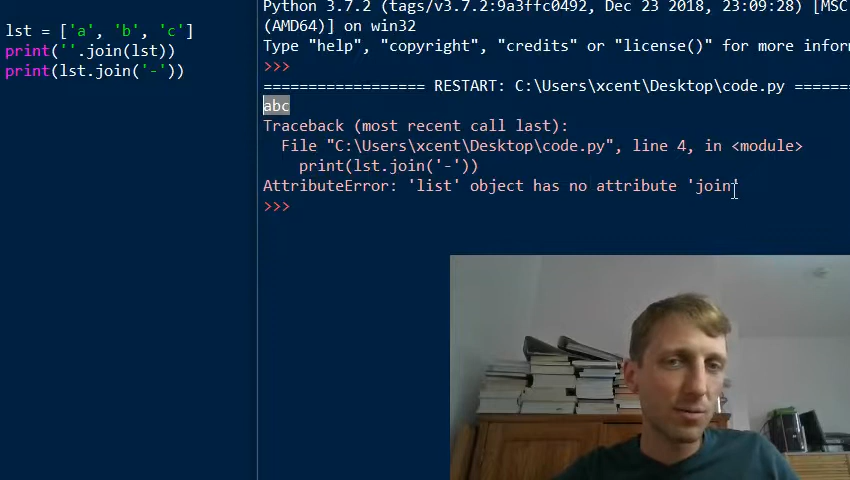 lst = ['a', 'b', 'c']
print(''.join(lst))
print(lst.join('-'))
Python 3.7.2 (tags/v3.7.2:9a3ffc0492, Dec 23 2018, 23:09:28) [MSC
(AMD64)] on win32
Type "help", "copyright", "credits" or "license()" for more infor
>>>
================== RESTART: C:\Users\xcent\Desktop\code.py ======
abc
Traceback (most recent call last):
  File "C:\Users\xcent\Desktop\code.py", line 4, in <module>
    print(lst.join('-'))
AttributeError: 'list' object has no attribute 'join'
>>>